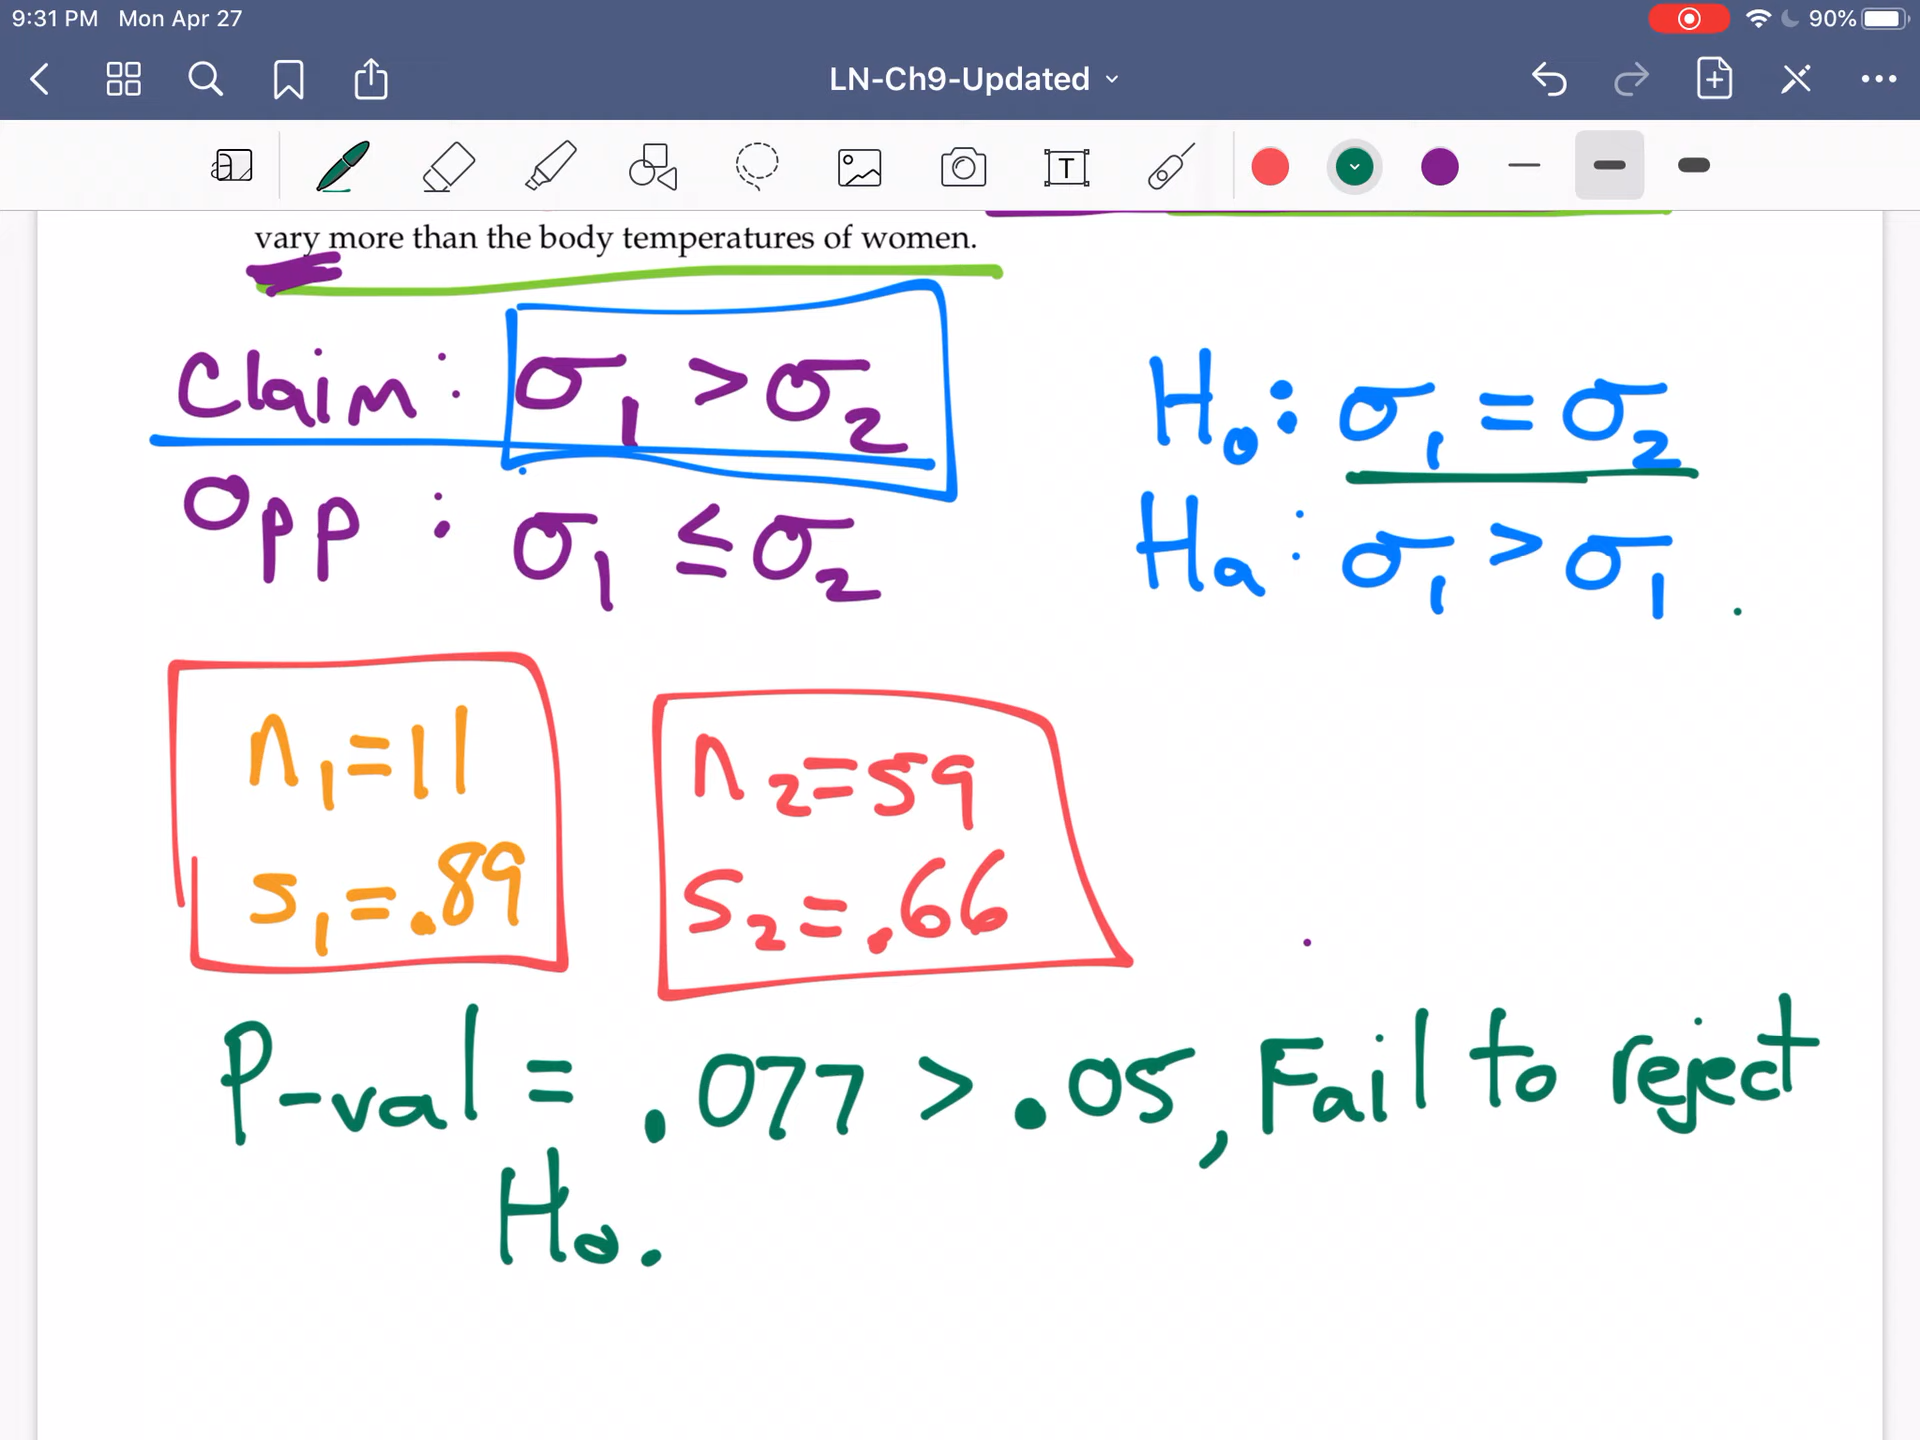 9:31 PM Mon Apr 27
90%
LN-Ch9-Updated
T
vary more than the body temperatures of women.
Claim: σ₁ > σ₂
Opp : σ₁ ≤ σ₂
H₀: σ₁ = σ₂
Hₐ: σ₁ > σ₁
n₁=11
s₁=.89
n₂=59
s₂=.66
P-val = .077 > .05, Fail to reject
H₀.